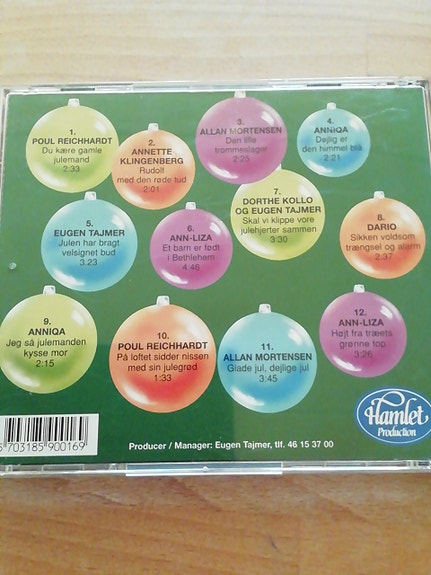 1.
POUL REICHHARDT
Du kære gamle
julemand
2:33
2.
ANNETTE
KLINGENBERG
Rudolf
med den røde tud
2:01
3.
ALLAN MORTENSEN
Den lille
trommeslager
2:25
4.
ANNIQA
Dejlig er
den himmel blå
2:21
5.
EUGEN TAJMER
Julen har bragt
velsignet bud
3:23
6.
ANN-LIZA
Et barn er født
i Bethlehem
4:46
7.
DORTHE KOLLO
OG EUGEN TAJMER
Skal vi klippe vore
julehjerter sammen
3:30
8.
DARIO
Sikken voldsom
trængsel og alarm
2:37
9.
ANNIQA
Jeg så julemanden
kysse mor
2:15
10.
POUL REICHHARDT
På loftet sidder nissen
med sin julegrød
1:33
11.
ALLAN MORTENSEN
Glade jul, dejlige jul
3:45
12.
ANN-LIZA
Højt fra træets
grønne top
3:26
5 703185 900169
Producer / Manager: Eugen Tajmer, tlf. 46 15 37 00
Hamlet
Production